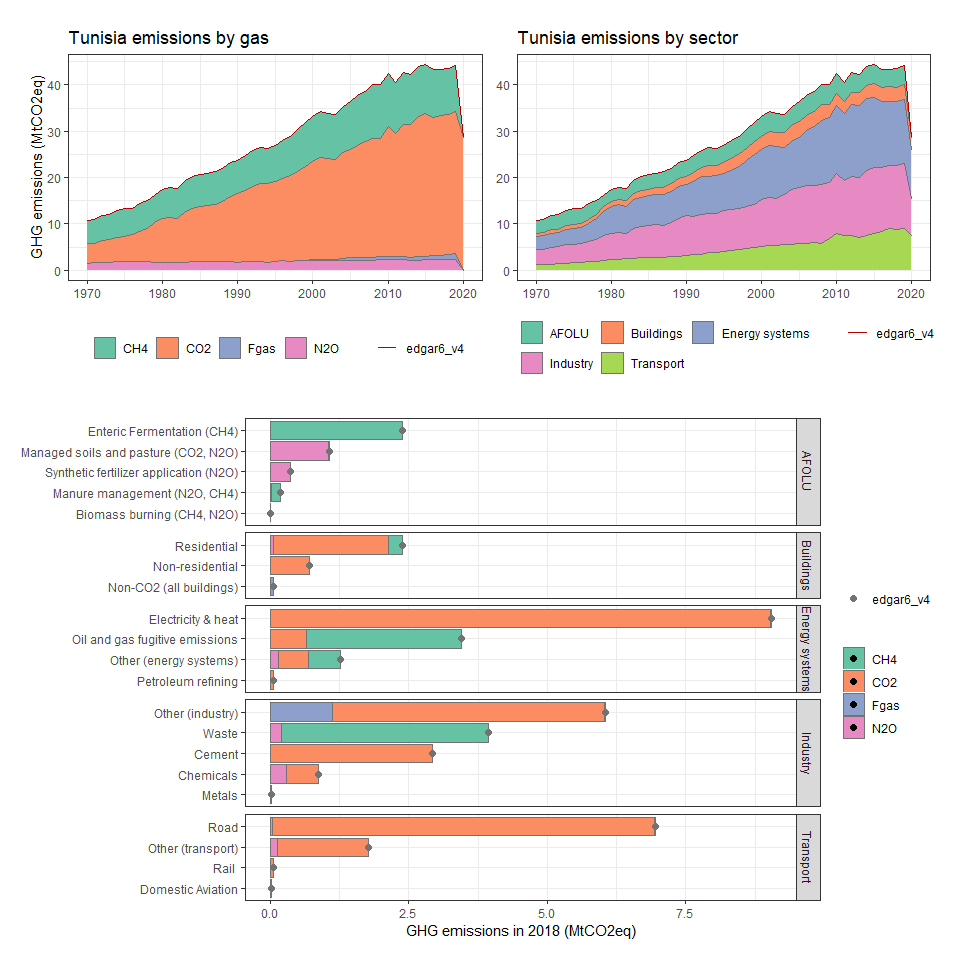 Tunisia emissions by gas
GHG emissions (MtCO2eq)
40
30
20
10
0
1970
1980
1990
2000
2010
2020
CH4
CO2
Fgas
N2O
edgar6_v4
Tunisia emissions by sector
40
30
20
10
0
1970
1980
1990
2000
2010
2020
AFOLU
Buildings
Energy systems
edgar6_v4
Industry
Transport
Enteric Fermentation (CH4)
Managed soils and pasture (CO2, N2O)
Synthetic fertilizer application (N2O)
Manure management (N2O, CH4)
Biomass burning (CH4, N2O)
AFOLU
Residential
Non-residential
Non-CO2 (all buildings)
Buildings
Electricity & heat
Oil and gas fugitive emissions
Other (energy systems)
Petroleum refining
Energy systems
Other (industry)
Waste
Cement
Chemicals
Metals
Industry
Road
Other (transport)
Rail
Domestic Aviation
Transport
0.0
2.5
5.0
7.5
GHG emissions in 2018 (MtCO2eq)
edgar6_v4
CH4
CO2
Fgas
N2O